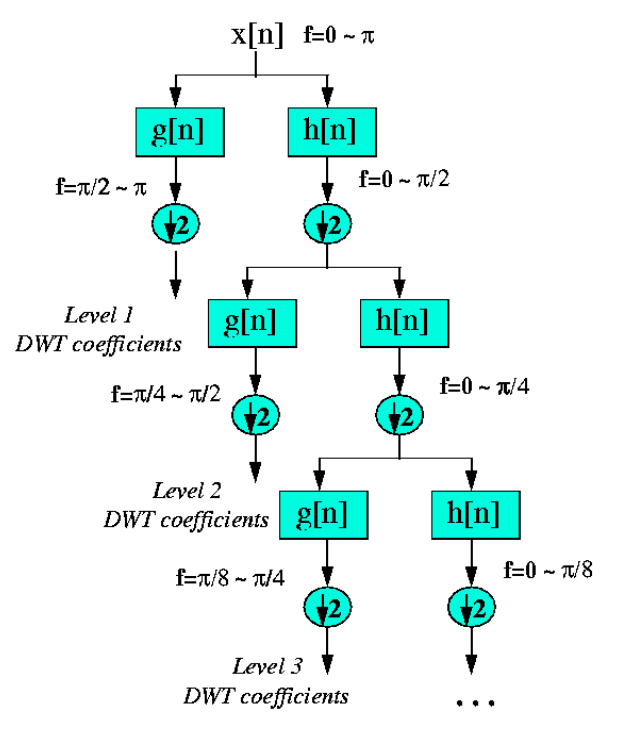 x[n] f=0 ~ π
g[n] h[n]
f=π/2 ~ π f=0 ~ π/2
↓2 ↓2
Level 1
DWT coefficients
g[n] h[n]
f=π/4 ~ π/2 f=0 ~ π/4
↓2 ↓2
Level 2
DWT coefficients
g[n] h[n]
f=π/8 ~ π/4 f=0 ~ π/8
↓2 ↓2
Level 3
DWT coefficients
...